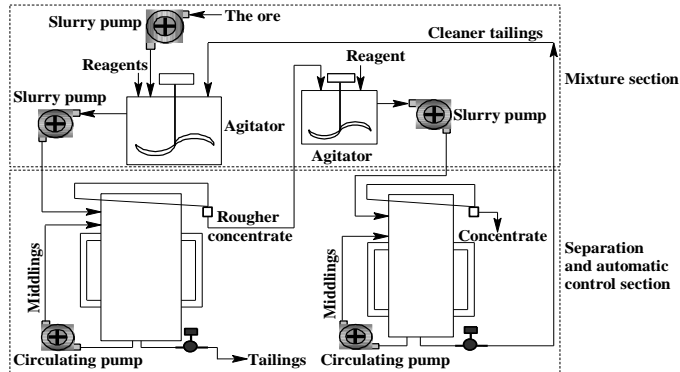 Slurry pump
The ore
Cleaner tailings
Reagents
Reagent
Slurry pump
Agitator
Agitator
Slurry pump
Mixture section
Rougher
concentrate
Concentrate
Middlings
Middlings
Separation
and automatic
control section
Circulating pump
Tailings
Circulating pump